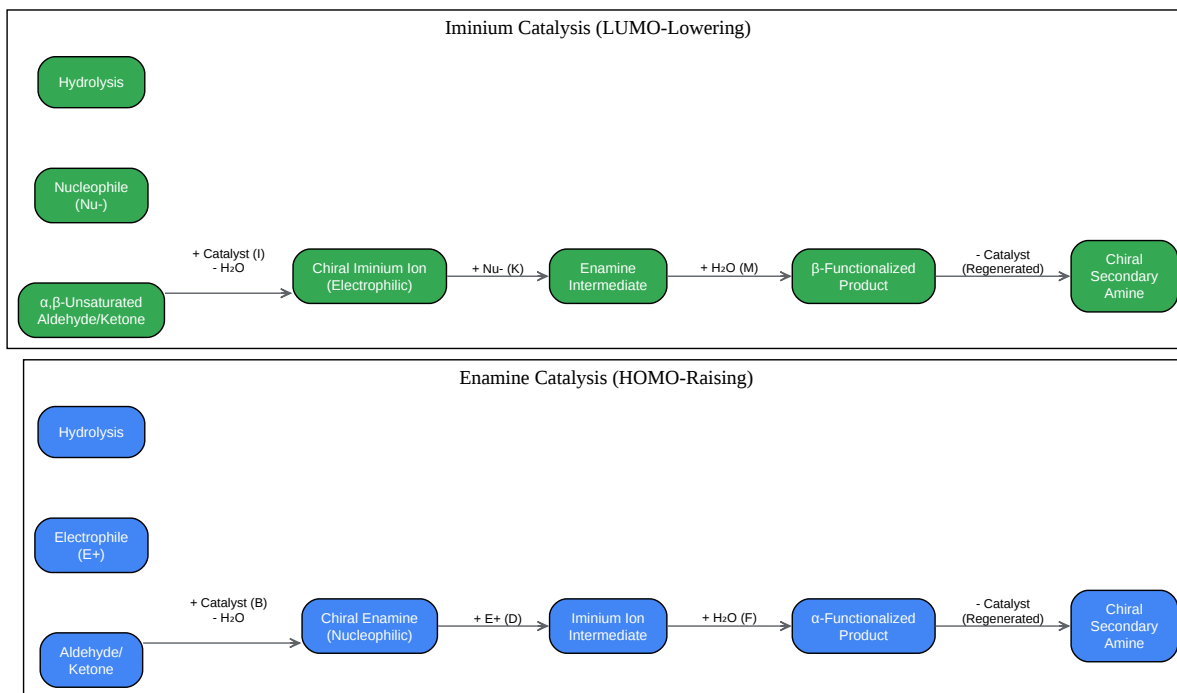 Iminium Catalysis (LUMO-Lowering)
Hydrolysis
Nucleophile
(Nu-)
α,β-Unsaturated
Aldehyde/Ketone
+ Catalyst (I)
- H₂O
Chiral Iminium Ion
(Electrophilic)
+ Nu- (K)
Enamine
Intermediate
+ H₂O (M)
β-Functionalized
Product
- Catalyst
(Regenerated)
Chiral
Secondary
Amine
Enamine Catalysis (HOMO-Raising)
Hydrolysis
Electrophile
(E+)
Aldehyde/
Ketone
+ Catalyst (B)
- H₂O
Chiral Enamine
(Nucleophilic)
+ E+ (D)
Iminium Ion
Intermediate
+ H₂O (F)
α-Functionalized
Product
- Catalyst
(Regenerated)
Chiral
Secondary
Amine